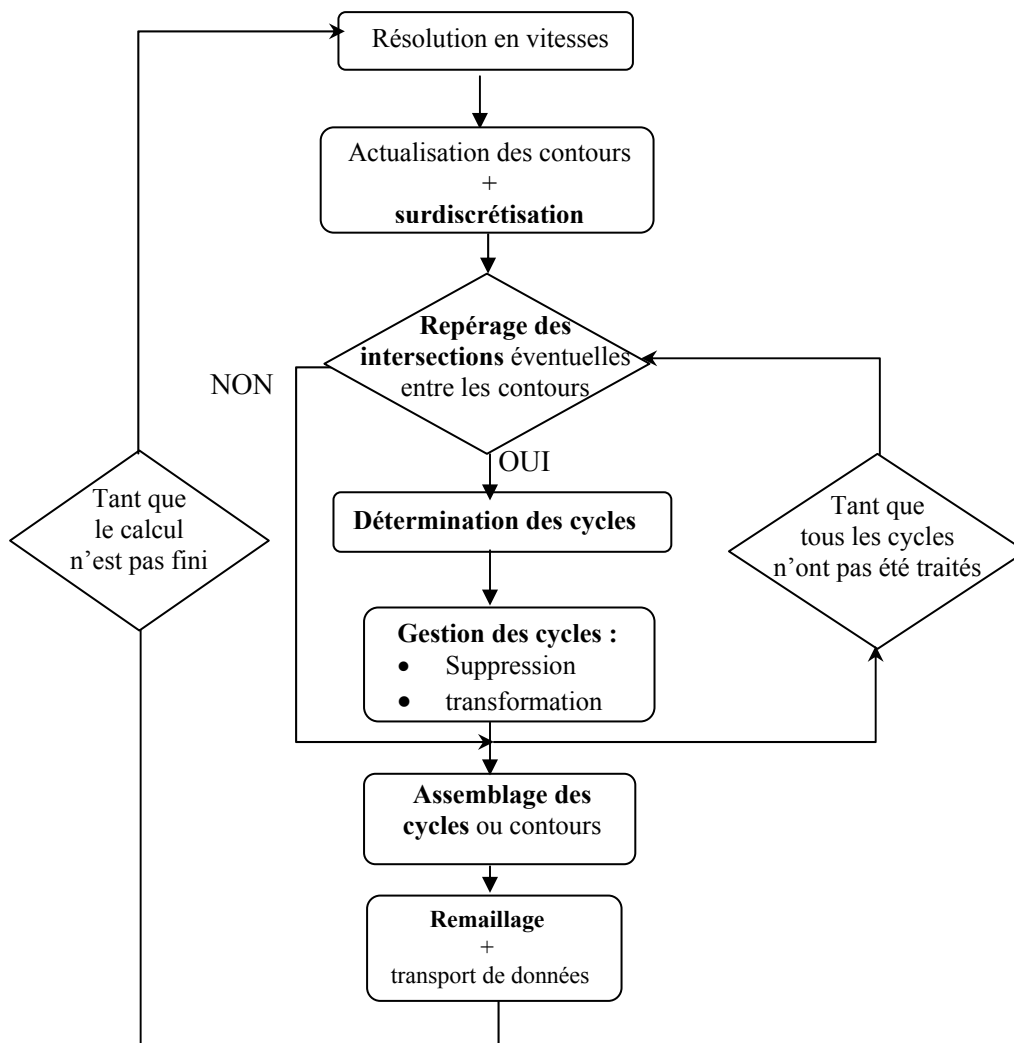 Résolution en vitesses
Actualisation des contours
+
surdiscrétisation
Repérage des
intersections éventuelles
entre les contours
NON
OUI
Tant que
le calcul
n'est pas fini
Détermination des cycles
Tant que
tous les cycles
n'ont pas été traités
Gestion des cycles :
• Suppression
• transformation
Assemblage des
cycles ou contours
Remaillage
+
transport de données